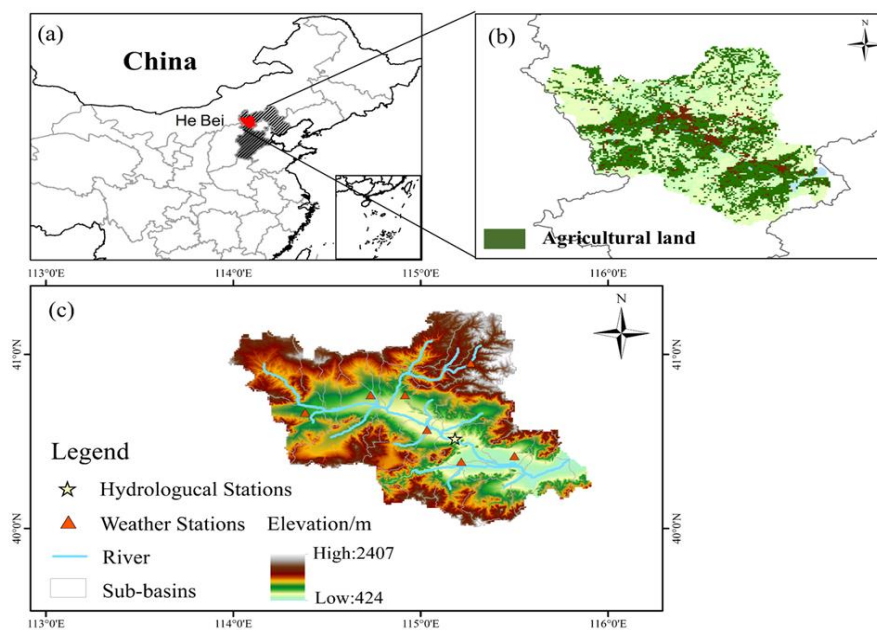 (a)
China
He Bei
(b)
N
Agricultural land
113°0'E
114°0'E
115°0'E
116°0'E
(c)
N
41°0'N
41°0'N
Legend
Hydrologucal Stations
Weather Stations
Elevation/m
River
High:2407
Sub-basins
Low:424
40°0'N
40°0'N
113°0'E
114°0'E
115°0'E
116°0'E